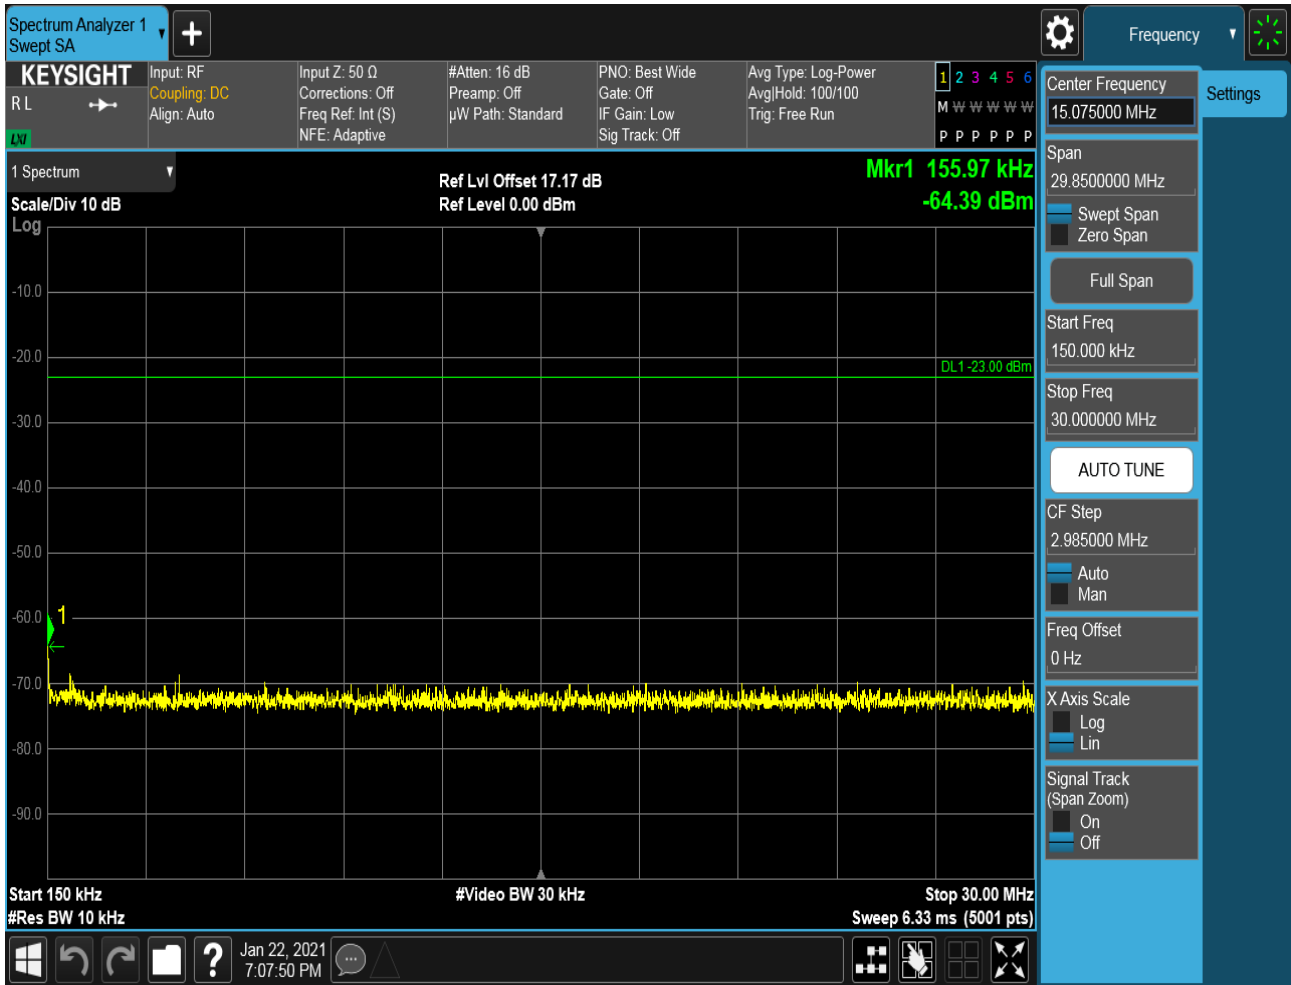 Spectrum Analyzer 1
Swept SA
Frequency
KEYSIGHT
R L
LXI
Input: RF
Coupling: DC
Align: Auto
Input Z: 50 Ω
Corrections: Off
Freq Ref: Int (S)
NFE: Adaptive
#Atten: 16 dB
Preamp: Off
µW Path: Standard
PNO: Best Wide
Gate: Off
IF Gain: Low
Sig Track: Off
Avg Type: Log-Power
Avg|Hold: 100/100
Trig: Free Run
1 2 3 4 5 6
M W W W W W
P P P P P P
1 Spectrum
Scale/Div 10 dB
Log
Ref Lvl Offset 17.17 dB
Ref Level 0.00 dBm
Mkr1 155.97 kHz
-64.39 dBm
-10.0
-20.0
DL1 -23.00 dBm
-30.0
-40.0
-50.0
-60.0
1
-70.0
-80.0
-90.0
Start 150 kHz
#Video BW 30 kHz
Stop 30.00 MHz
#Res BW 10 kHz
Sweep 6.33 ms (5001 pts)
Center Frequency
15.075000 MHz
Settings
Span
29.8500000 MHz
Swept Span
Zero Span
Full Span
Start Freq
150.000 kHz
Stop Freq
30.000000 MHz
AUTO TUNE
CF Step
2.985000 MHz
Auto
Man
Freq Offset
0 Hz
X Axis Scale
Log
Lin
Signal Track
(Span Zoom)
On
Off
?
Jan 22, 2021
7:07:50 PM